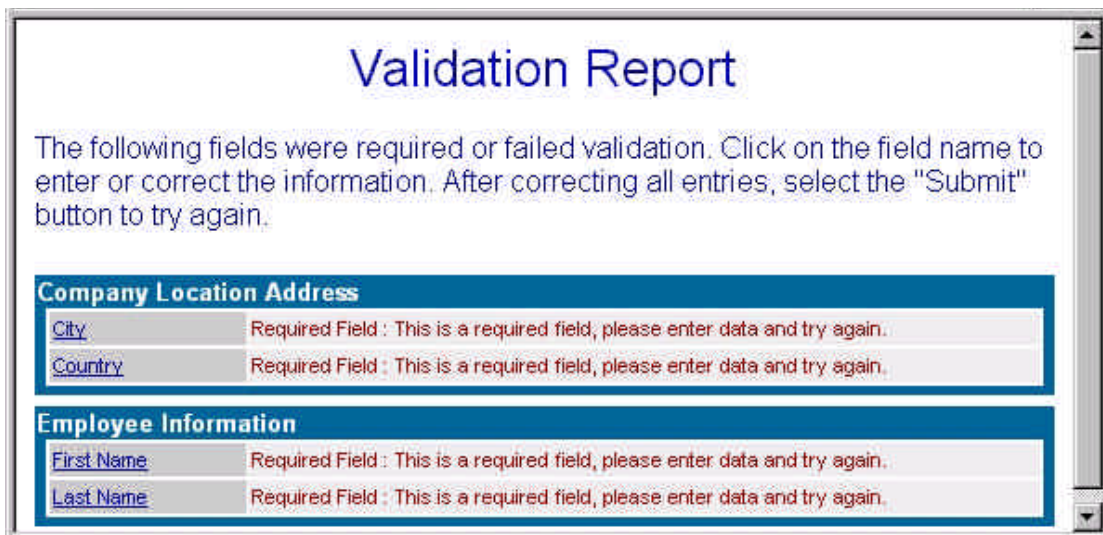 Validation Report
The following fields were required or failed validation. Click on the field name to
enter or correct the information. After correcting all entries, select the "Submit"
button to try again.
Company Location Address
City Required Field : This is a required field, please enter data and try again.
Country Required Field : This is a required field, please enter data and try again.
Employee Information
First Name Required Field : This is a required field, please enter data and try again.
Last Name Required Field : This is a required field, please enter data and try again.